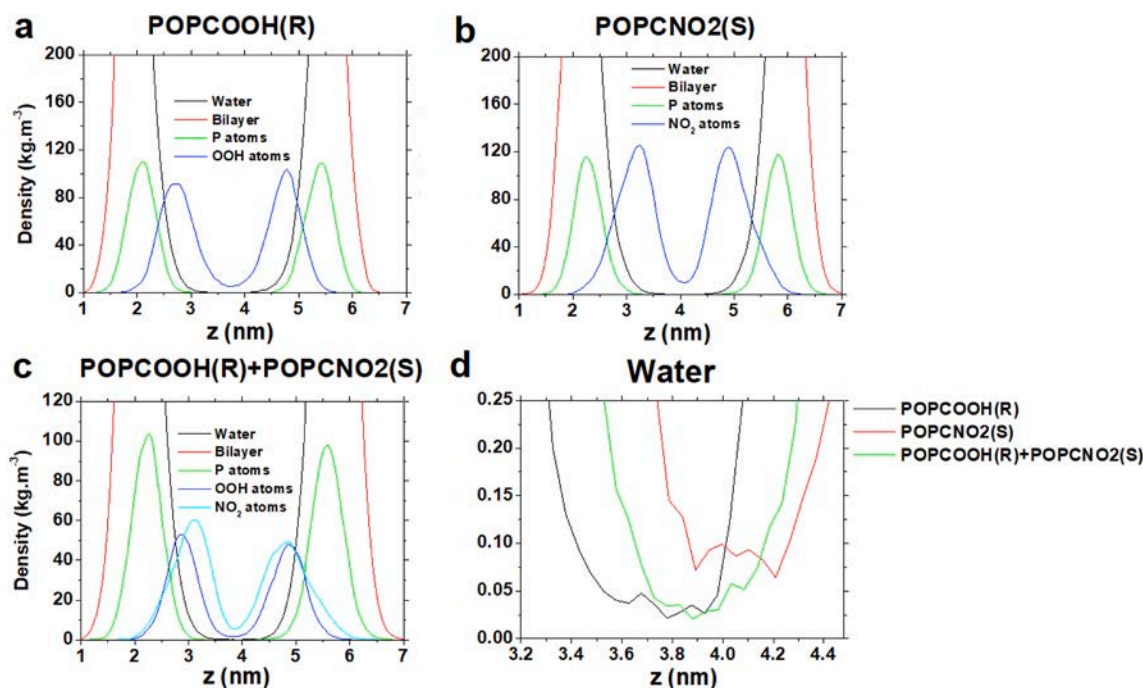 a
POPCOOH(R)
200
160
120
80
40
0
Density (kg.m-3)
Water
Bilayer
P atoms
OOH atoms
1 2 3 4 5 6 7
z (nm)
b
POPCNO2(S)
200
150
100
50
0
Water
Bilayer
P atoms
NO2 atoms
1 2 3 4 5 6 7
z (nm)
c
POPCOOH(R)+POPCNO2(S)
120
100
80
60
40
20
0
Density (kg.m-3)
Water
Bilayer
P atoms
OOH atoms
NO2 atoms
1 2 3 4 5 6 7
z (nm)
d
Water
0.25
0.20
0.15
0.10
0.05
0.00
3.2 3.4 3.6 3.8 4.0 4.2 4.4
z (nm)
POPCOOH(R)
POPCNO2(S)
POPCOOH(R)+POPCNO2(S)